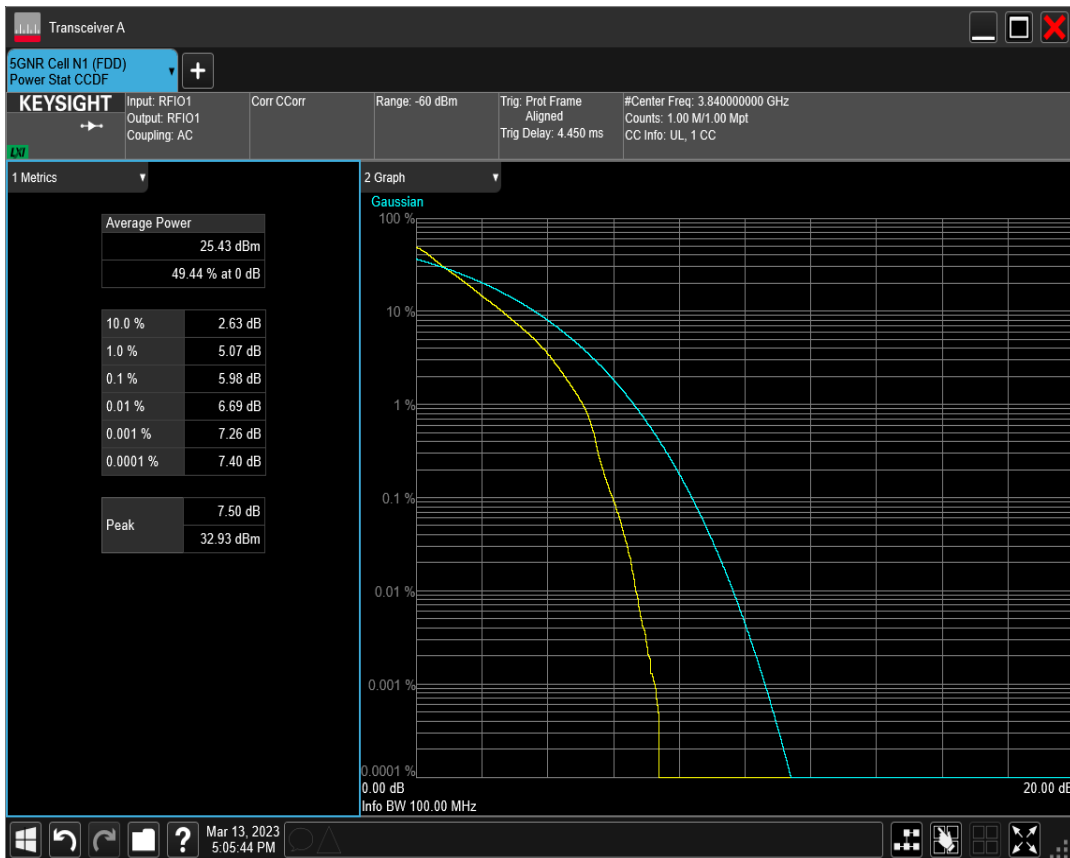 Transceiver A
5GNR Cell N1 (FDD)
Power Stat CCDF
KEYSIGHT
LXI
Input: RFIO1
Output: RFIO1
Coupling: AC
Corr CCorr
Range: -60 dBm
Trig: Prot Frame
Aligned
Trig Delay: 4.450 ms
#Center Freq: 3.840000000 GHz
Counts: 1.00 M/1.00 Mpt
CC Info: UL, 1 CC
1 Metrics
Average Power
25.43 dBm
49.44 % at 0 dB
10.0 % 2.63 dB
1.0 % 5.07 dB
0.1 % 5.98 dB
0.01 % 6.69 dB
0.001 % 7.26 dB
0.0001 % 7.40 dB
Peak
7.50 dB
32.93 dBm
2 Graph
Gaussian
100 %
10 %
1 %
0.1 %
0.01 %
0.001 %
0.0001 %
0.00 dB 20.00 dB
Info BW 100.00 MHz
Mar 13, 2023
5:05:44 PM